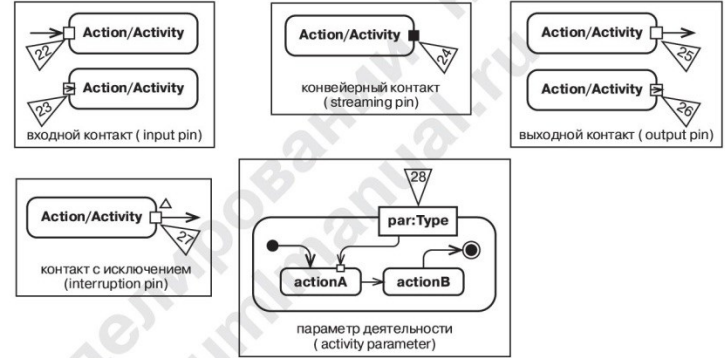 Action/Activity
22
Action/Activity
23
входной контакт ( input pin)
Action/Activity
24
конвейерный контакт
( streaming pin)
Action/Activity
25
Action/Activity
26
выходной контакт ( output pin)
Action/Activity
27
контакт с исключением
(interruption pin)
28
par:Type
actionA
actionB
параметр деятельности
( activity parameter)